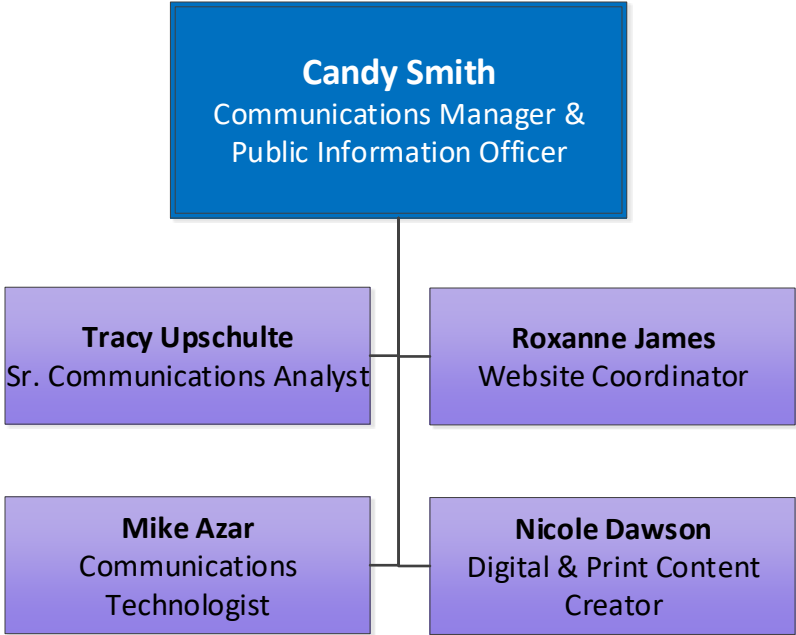 Candy Smith
Communications Manager &
Public Information Officer
Tracy Upschulte
Sr. Communications Analyst
Roxanne James
Website Coordinator
Mike Azar
Communications
Technologist
Nicole Dawson
Digital & Print Content
Creator